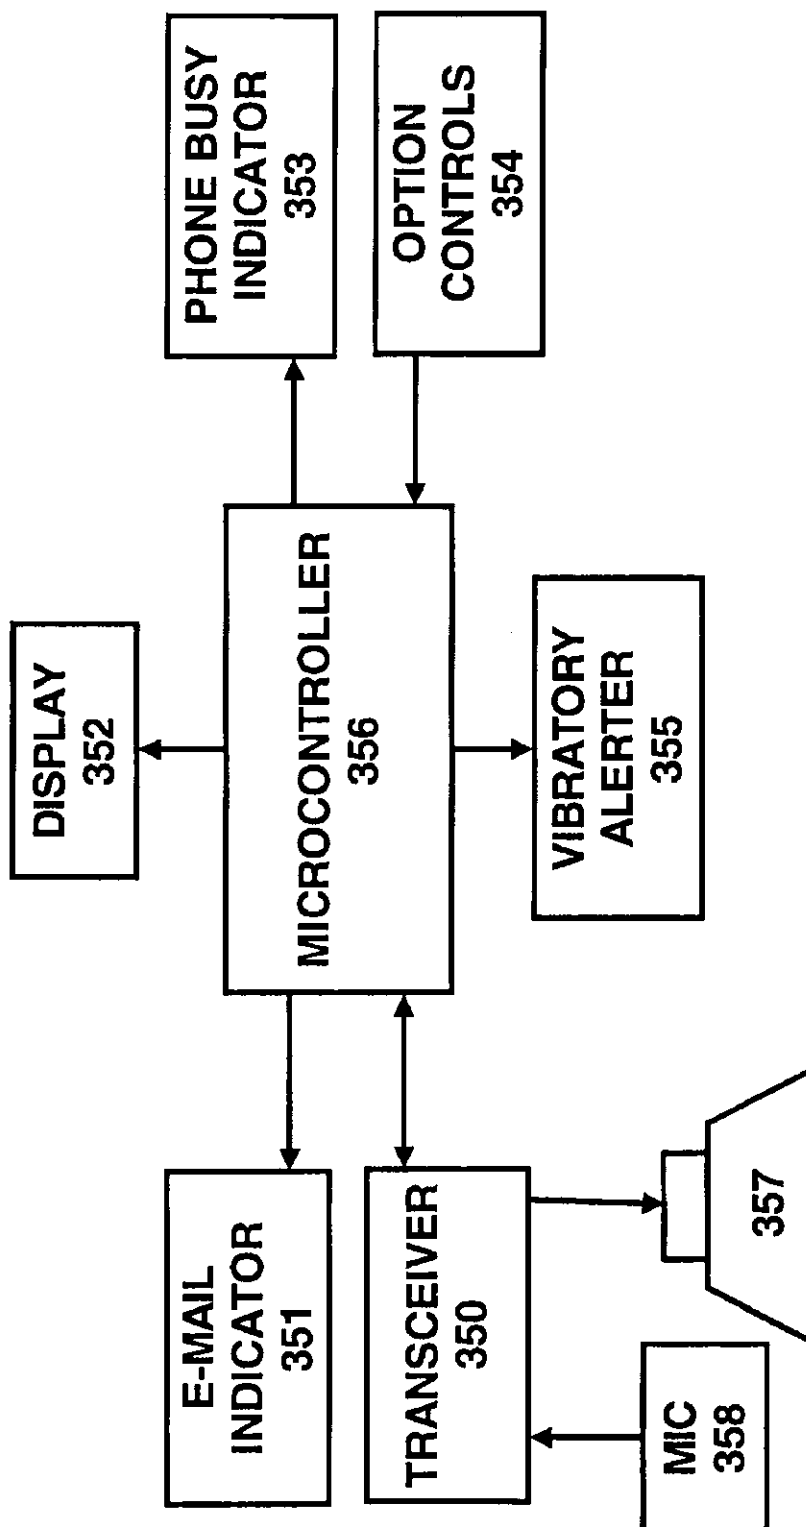 E-MAIL
INDICATOR
351
DISPLAY
352
PHONE BUSY
INDICATOR
353
MICROCONTROLLER
356
TRANSCEIVER
350
OPTION
CONTROLS
354
MIC
358
357
VIBRATORY
ALERTER
355